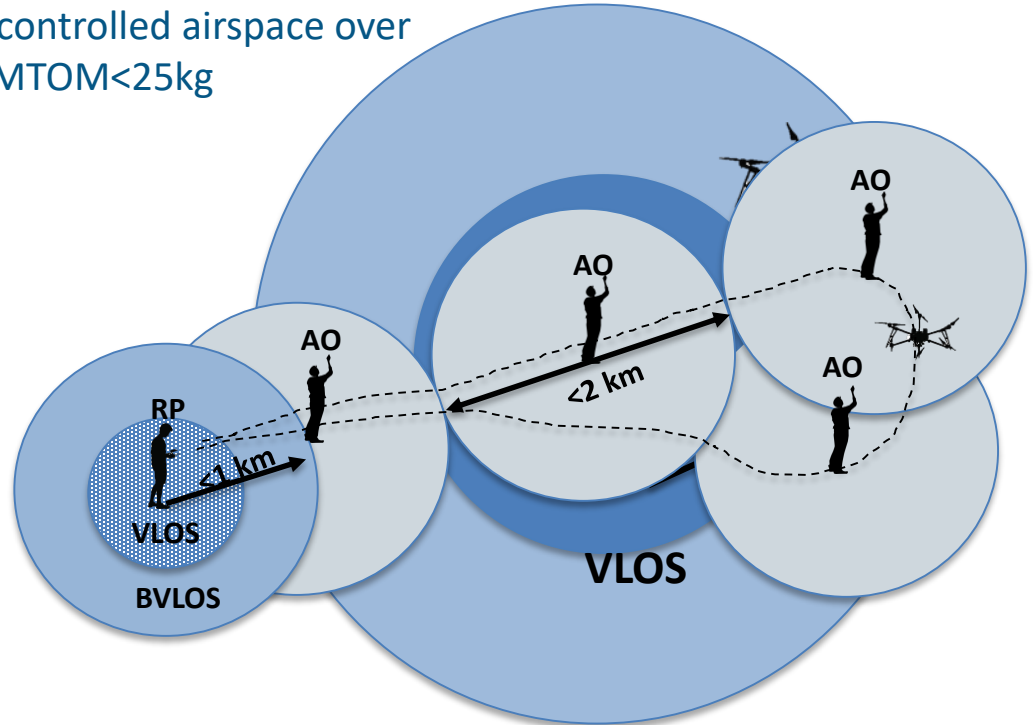 controlled airspace over
MTOM<25kg
AO
AO
AO
AO
<2 km
RP
<1 km
VLOS
BVLOS
VLOS